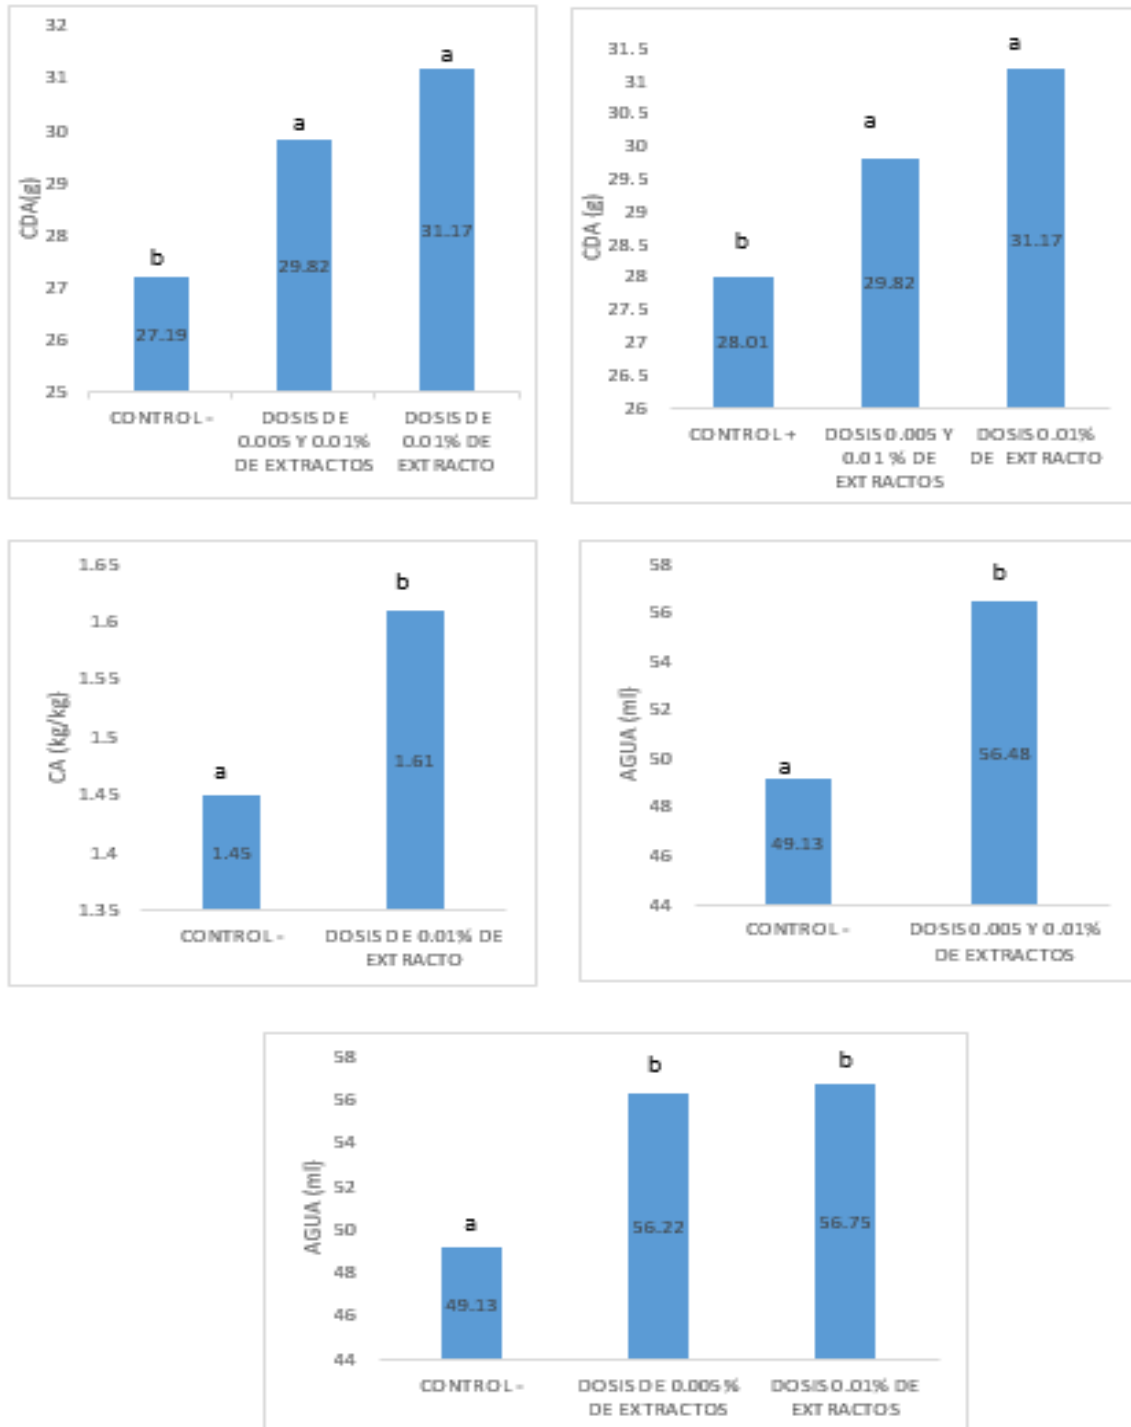 32
31
30
29
28
27
26
25
CDA(g)
b
a
a
27.19
29.82
31.17
CONTROL -
DOSIS DE
0.005 Y 0.01%
DE EXTRACTOS
DOSIS DE
0.01% DE
EXTRACTO
31.5
31
30.5
30
29.5
29
28.5
28
27.5
27
26.5
26
CDA (g)
b
a
a
28.01
29.82
31.17
CONTROL +
DOSIS 0.005 Y
0.01 % DE
EXTRACTOS
DOSIS 0.01%
DE EXTRACTO
1.65
1.6
1.55
1.5
1.45
1.4
1.35
CA (kg/kg)
a
b
1.45
1.61
CONTROL -
DOSIS DE 0.01% DE
EXTRACTO
58
56
54
52
50
48
46
44
AGUA (ml)
a
b
49.13
56.48
CONTROL -
DOSIS 0.005 Y 0.01%
DE EXTRACTOS
58
56
54
52
50
48
46
44
AGUA (ml)
a
b
b
49.13
56.22
56.75
CONTROL -
DOSIS DE 0.005%
DE EXTRACTOS
DOSIS 0.01% DE
EXTRACTOS